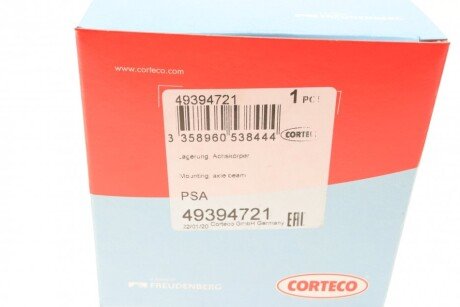 www.corteco.com
49394721
1 PC
3 358960 538444
CORTECO
Lagerung, Achskörper
Mounting, axle beam
PSA
49394721
22/01/20 Corteco GmbH Germany
EAC
FREUDENBERG
CORTECO